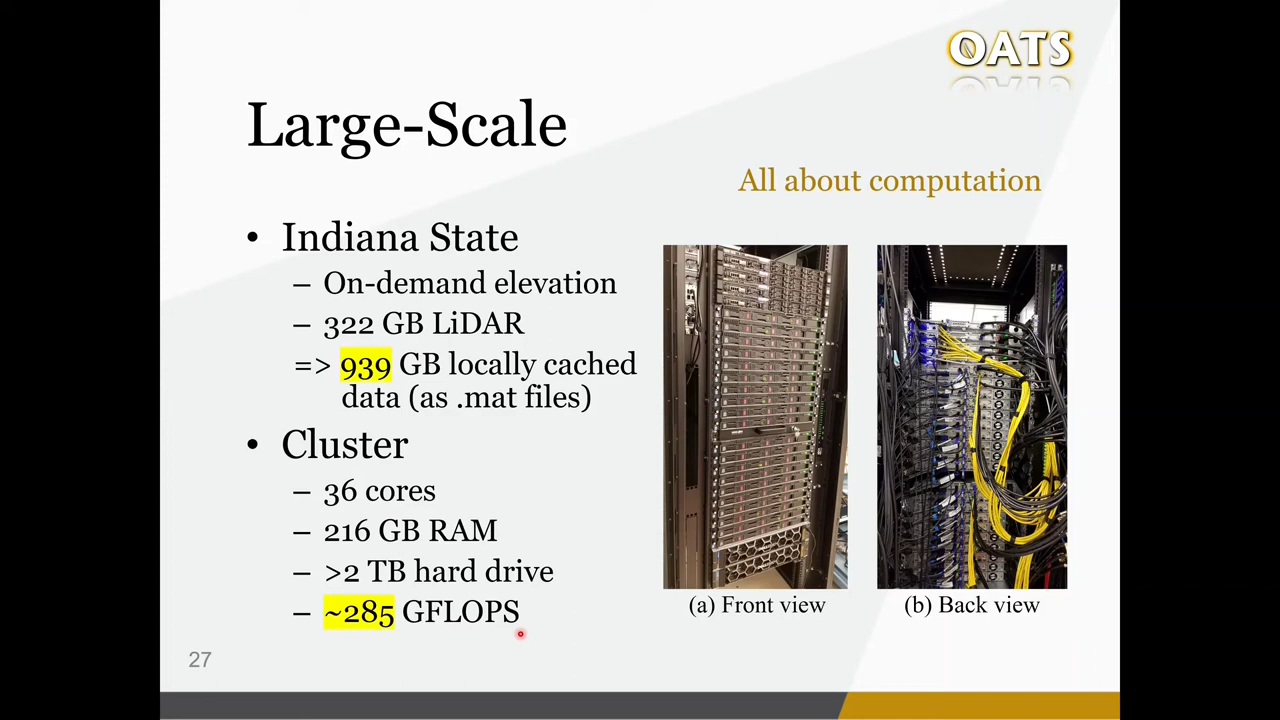 OATS
Large-Scale
All about computation
• Indiana State
– On-demand elevation
– 322 GB LiDAR
=> 939 GB locally cached
data (as .mat files)
• Cluster
– 36 cores
– 216 GB RAM
– >2 TB hard drive
– ~285 GFLOPS
(a) Front view
(b) Back view
27